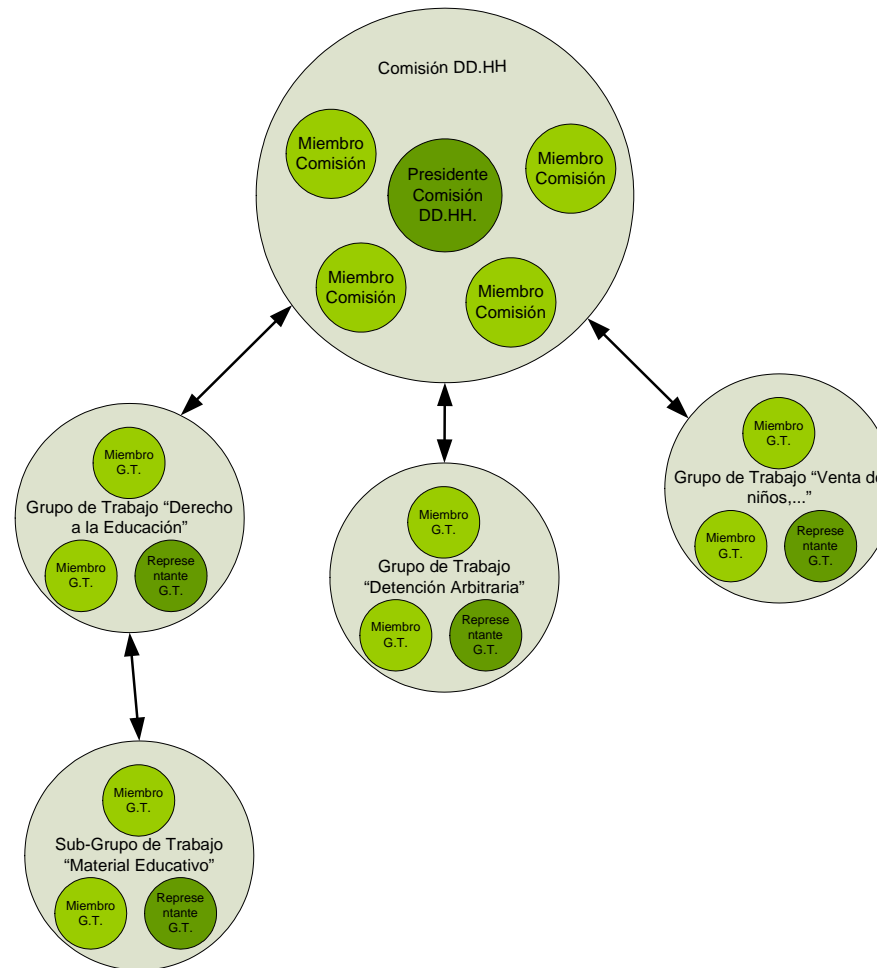 Comisión DD.HH
Miembro
Comisión
Presidente
Comisión
DD.HH.
Miembro
Comisión
Miembro
Comisión
Miembro
Comisión
Miembro
G.T.
Grupo de Trabajo “Derecho
a la Educación”
Miembro
G.T.
Represe
ntante
G.T.
Miembro
G.T.
Grupo de Trabajo
“Detención Arbitraria”
Miembro
G.T.
Represe
ntante
G.T.
Miembro
G.T.
Grupo de Trabajo “Venta de
niños,...”
Miembro
G.T.
Represe
ntante
G.T.
Miembro
G.T.
Sub-Grupo de Trabajo
“Material Educativo”
Miembro
G.T.
Represe
ntante
G.T.